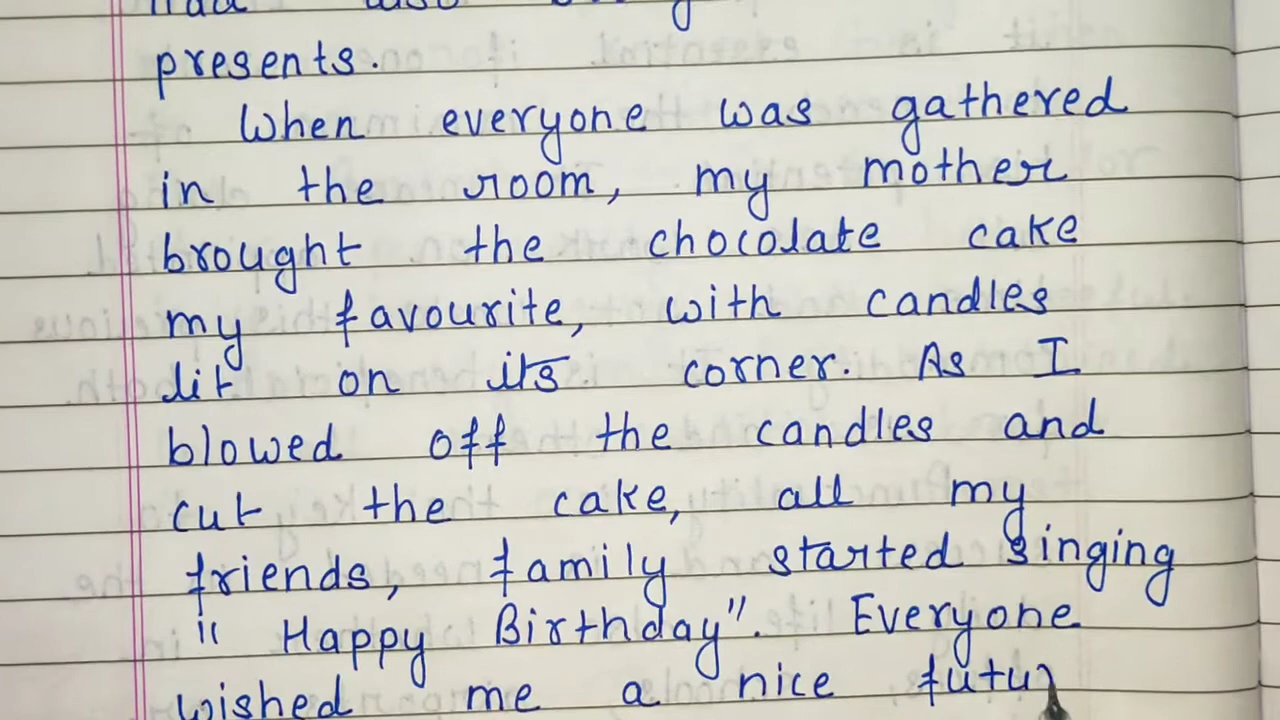 presents.
When everyone was gathered
in the room, my mother
brought the chocolate cake
my favourite, with candles
lit on its corner. As I
blowed off the candles and
cut the cake, all my
friends, family started singing
" Happy Birthday". Everyone
wished me a nice futur